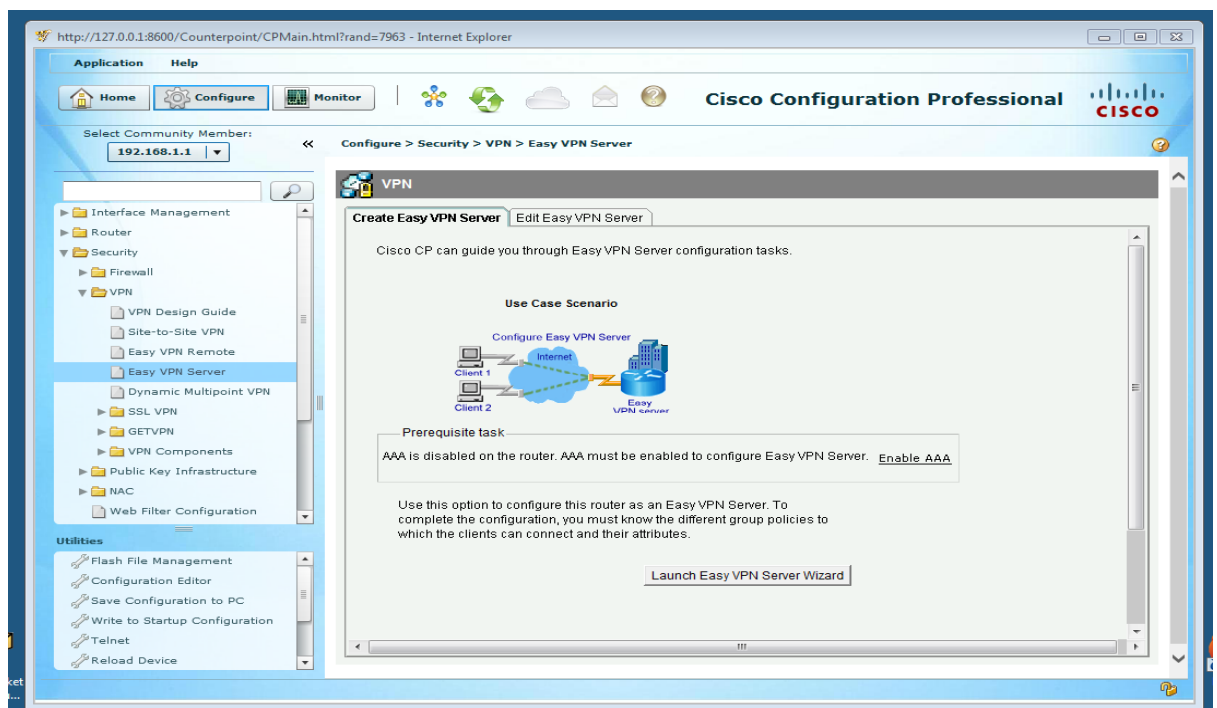 http://127.0.0.1:8600/Counterpoint/CPMain.html?rand=7963 - Internet Explorer
Application Help
Home Configure Monitor Cisco Configuration Professional CISCO
Select Community Member:
192.168.1.1
Configure > Security > VPN > Easy VPN Server
Interface Management
Router
Security
Firewall
VPN
VPN Design Guide
Site-to-Site VPN
Easy VPN Remote
Easy VPN Server
Dynamic Multipoint VPN
SSL VPN
GETVPN
VPN Components
Public Key Infrastructure
NAC
Web Filter Configuration
Utilities
Flash File Management
Configuration Editor
Save Configuration to PC
Write to Startup Configuration
Telnet
Reload Device
VPN
Create Easy VPN Server Edit Easy VPN Server
Cisco CP can guide you through Easy VPN Server configuration tasks.
Use Case Scenario
Configure Easy VPN Server
Internet
Client 1
Client 2
Easy
VPN server
Prerequisite task
AAA is disabled on the router. AAA must be enabled to configure Easy VPN Server. Enable AAA
Use this option to configure this router as an Easy VPN Server. To
complete the configuration, you must know the different group policies to
which the clients can connect and their attributes.
Launch Easy VPN Server Wizard